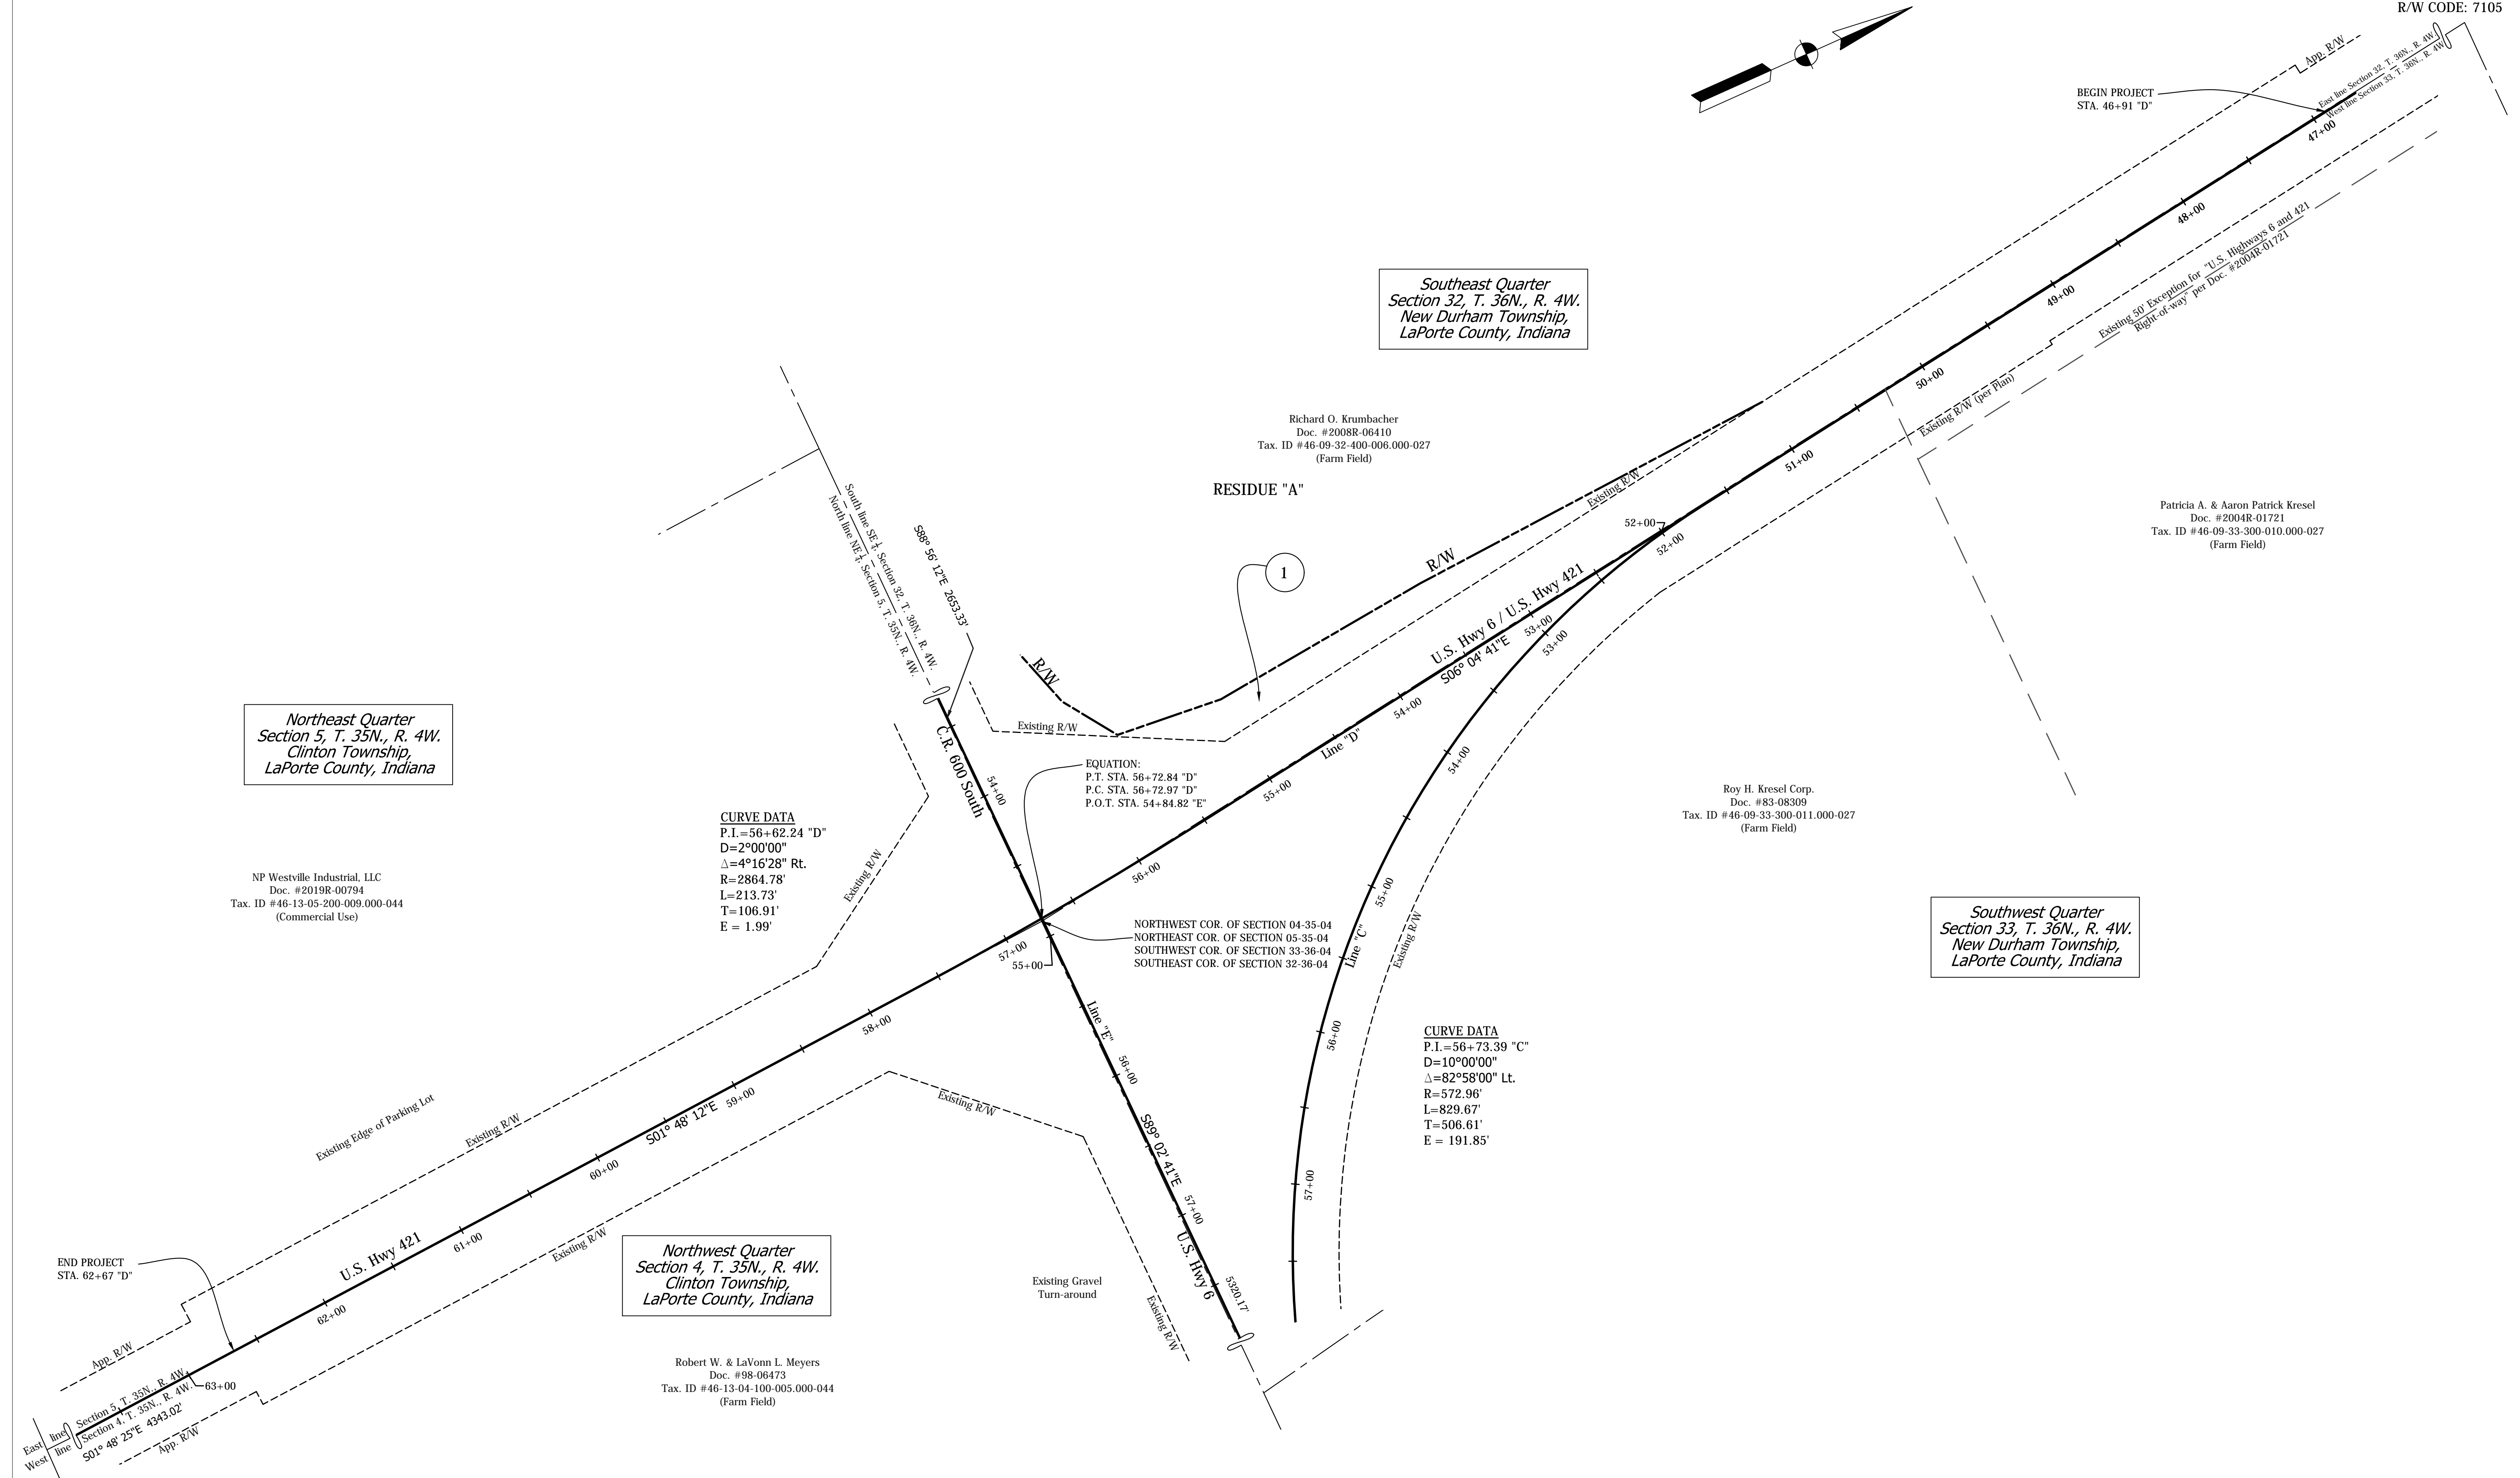 R/W CODE: 7105
App. R/W
East line Section 32, T. 36N., R. 4W.
West line Section 33, T. 36N., R. 4W.
BEGIN PROJECT
STA. 46+91 "D"
47+00
48+00
49+00
50+00
51+00
52+00
52+00
Existing 50' Exception for "U.S. Highways 6 and 421
Right-of-way" per Doc. #2004R-01721
Existing R/W (per Plan)
Southeast Quarter
Section 32, T. 36N., R. 4W.
New Durham Township,
LaPorte County, Indiana
Richard O. Krumbacher
Doc. #2008R-06410
Tax. ID #46-09-32-400-006.000-027
(Farm Field)
RESIDUE "A"
Existing R/W
R/W
1
Patricia A. & Aaron Patrick Kresel
Doc. #2004R-01721
Tax. ID #46-09-33-300-010.000-027
(Farm Field)
South line SE 1/4, Section 32, T. 36N., R. 4W.
North line NE 1/4, Section 5, T. 35N., R. 4W.
S88° 56' 12"E 2653.33'
U.S. Hwy 6 / U.S. Hwy 421
S06° 04' 41"E
53+00
53+00
54+00
54+00
R/W
Existing R/W
Line "D"
55+00
56+00
Northeast Quarter
Section 5, T. 35N., R. 4W.
Clinton Township,
LaPorte County, Indiana
C.R. 600 South
54+00
EQUATION:
P.T. STA. 56+72.84 "D"
P.C. STA. 56+72.97 "D"
P.O.T. STA. 54+84.82 "E"
CURVE DATA
P.I.=56+62.24 "D"
D=2°00'00"
Δ=4°16'28" Rt.
R=2864.78'
L=213.73'
T=106.91'
E = 1.99'
Existing R/W
NP Westville Industrial, LLC
Doc. #2019R-00794
Tax. ID #46-13-05-200-009.000-044
(Commercial Use)
Roy H. Kresel Corp.
Doc. #83-08309
Tax. ID #46-09-33-300-011.000-027
(Farm Field)
NORTHWEST COR. OF SECTION 04-35-04
NORTHEAST COR. OF SECTION 05-35-04
SOUTHWEST COR. OF SECTION 33-36-04
SOUTHEAST COR. OF SECTION 32-36-04
57+00
55+00
55+00
Line "C"
Existing R/W
Southwest Quarter
Section 33, T. 36N., R. 4W.
New Durham Township,
LaPorte County, Indiana
58+00
Line "E"
56+00
56+00
CURVE DATA
P.I.=56+73.39 "C"
D=10°00'00"
Δ=82°58'00" Lt.
R=572.96'
L=829.67'
T=506.61'
E = 191.85'
59+00
S01° 48' 12"E
60+00
Existing R/W
Existing Edge of Parking Lot
Existing R/W
S89° 02' 41"E
57+00
57+00
U.S. Hwy 6
5320.17'
U.S. Hwy 421
61+00
62+00
Existing R/W
END PROJECT
STA. 62+67 "D"
Northwest Quarter
Section 4, T. 35N., R. 4W.
Clinton Township,
LaPorte County, Indiana
Existing Gravel
Turn-around
Existing R/W
App. R/W
63+00
East line Section 5, T. 35N., R. 4W.
West line Section 4, T. 35N., R. 4W.
S01° 48' 25"E 4343.02'
App. R/W
Robert W. & LaVonn L. Meyers
Doc. #98-06473
Tax. ID #46-13-04-100-005.000-044
(Farm Field)